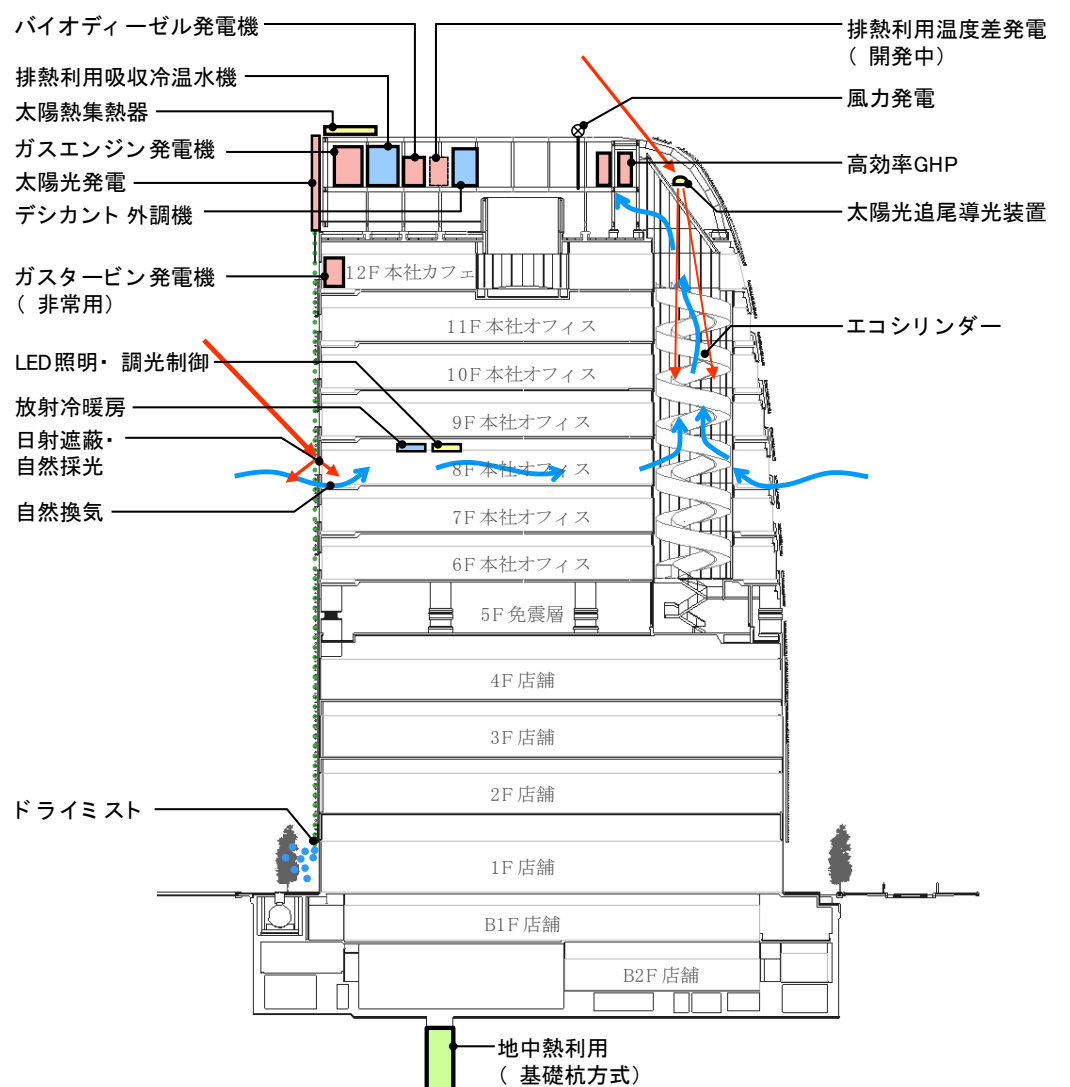 バイオディーゼル発電機
排熱利用吸収冷温水機
太陽熱集熱器
ガスエンジン発電機
太陽光発電
デシカント外調機
ガスタービン発電機
（非常用）
LED照明・調光制御
放射冷暖房
日射遮蔽・
自然採光
自然換気
ドライミスト
排熱利用温度差発電
（開発中）
風力発電
高効率GHP
太陽光追尾導光装置
エコシリンダー
12F本社カフェ
11F本社オフィス
10F本社オフィス
9F本社オフィス
8F本社オフィス
7F本社オフィス
6F本社オフィス
5F免震層
4F店舗
3F店舗
2F店舗
1F店舗
B1F店舗
B2F店舗
地中熱利用
（基礎杭方式）